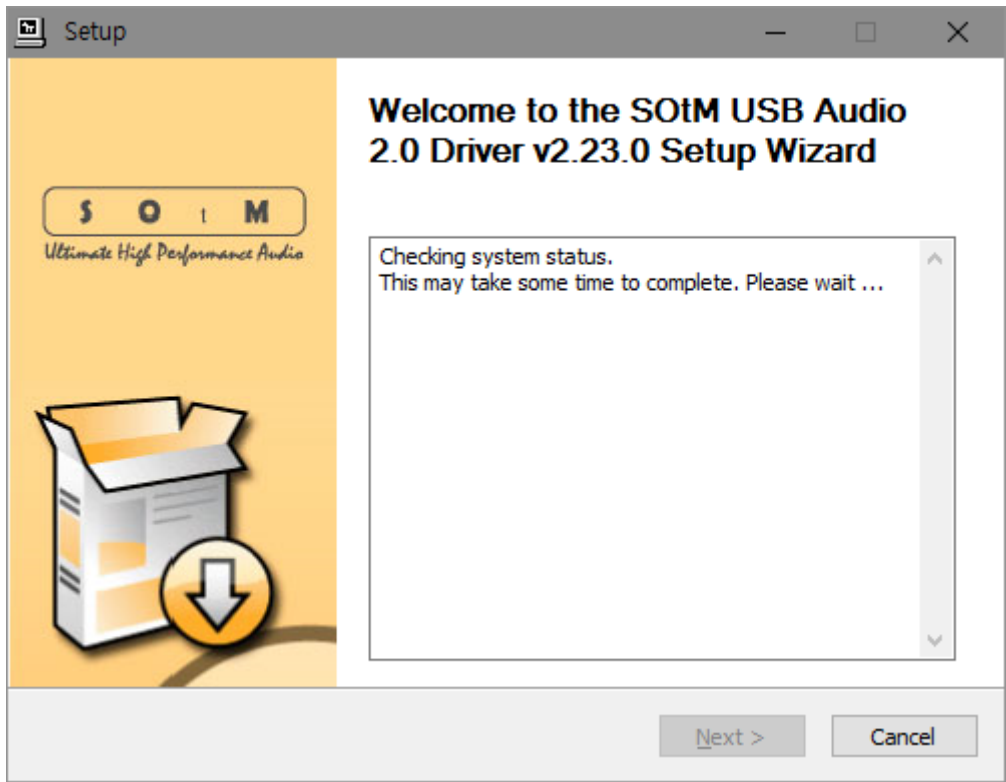 Setup
Welcome to the SOtM USB Audio
2.0 Driver v2.23.0 Setup Wizard
S O t M
Ultimate High Performance Audio
Checking system status.
This may take some time to complete. Please wait ...
Next >
Cancel